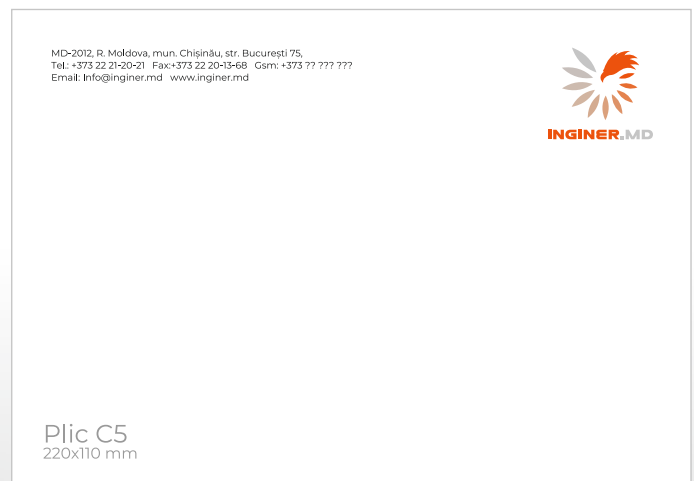 MD-2012, R. Moldova, mun. Chișinău, str. București 75,
Tel.: +373 22 21-20-21 Fax:+373 22 20-13-68 Gsm: +373 ?? ??? ???
Email: Info@inginer.md www.inginer.md
INGINER.MD
Plic C5
220x110 mm